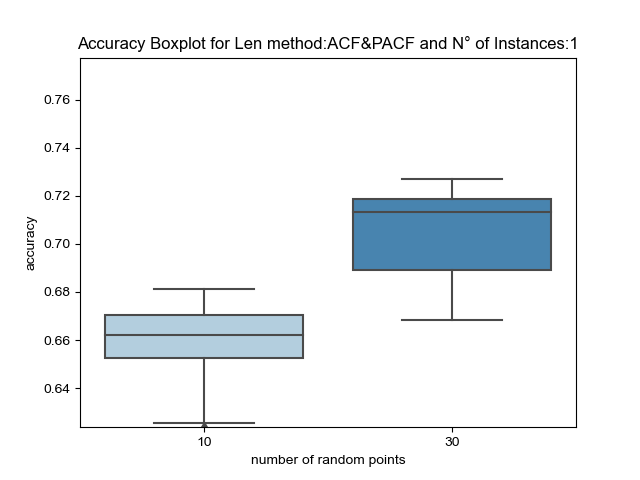 Accuracy Boxplot for Len method:ACF&PACF and N° of Instances:1
0.76
0.74
0.72
0.70
0.68
0.66
0.64
accuracy
10 30
number of random points